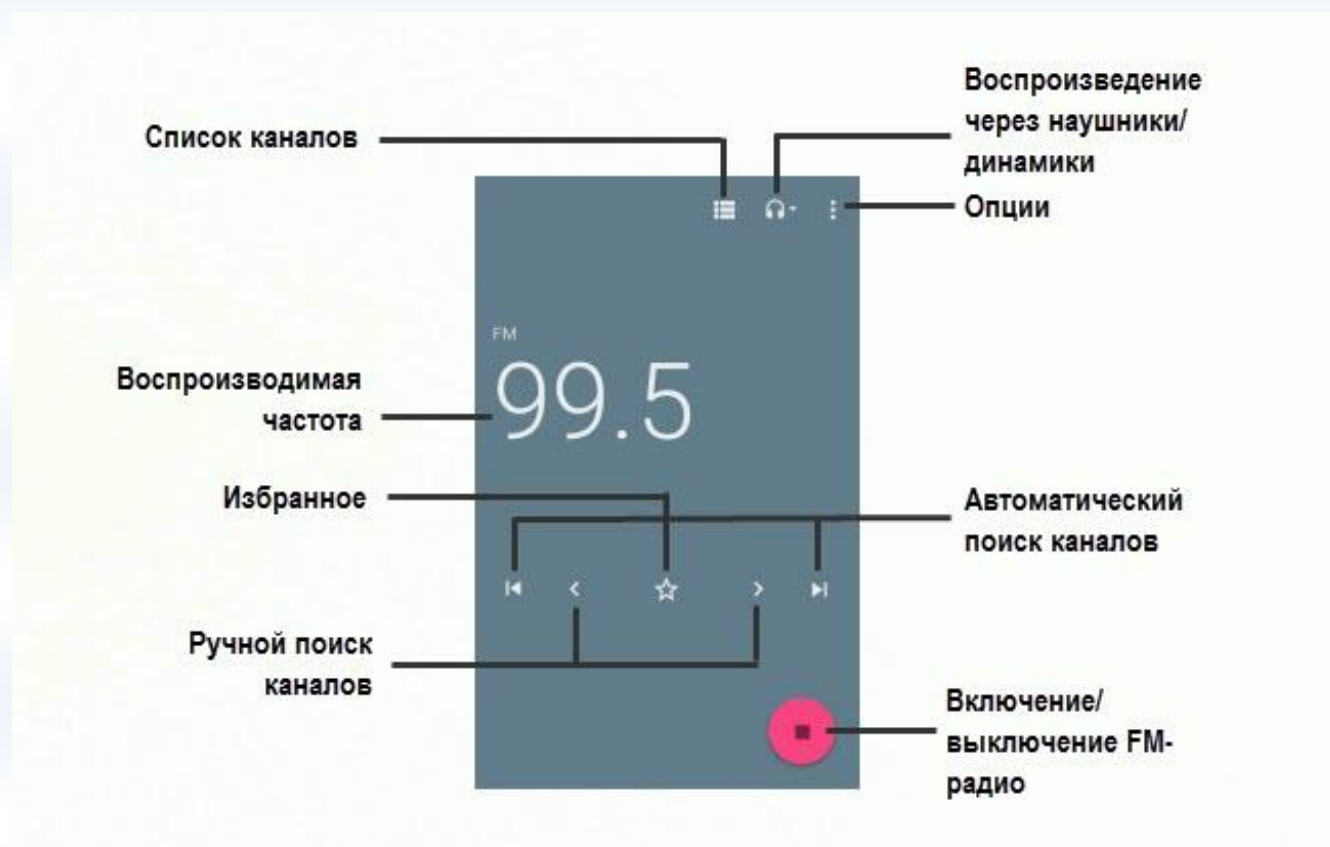 Воспроизведение
через наушники/
динамики
Список каналов
Опции
FM
99.5
Воспроизводимая
частота
Избранное
Автоматический
поиск каналов
Ручной поиск
каналов
Включение/
выключение FM-
радио